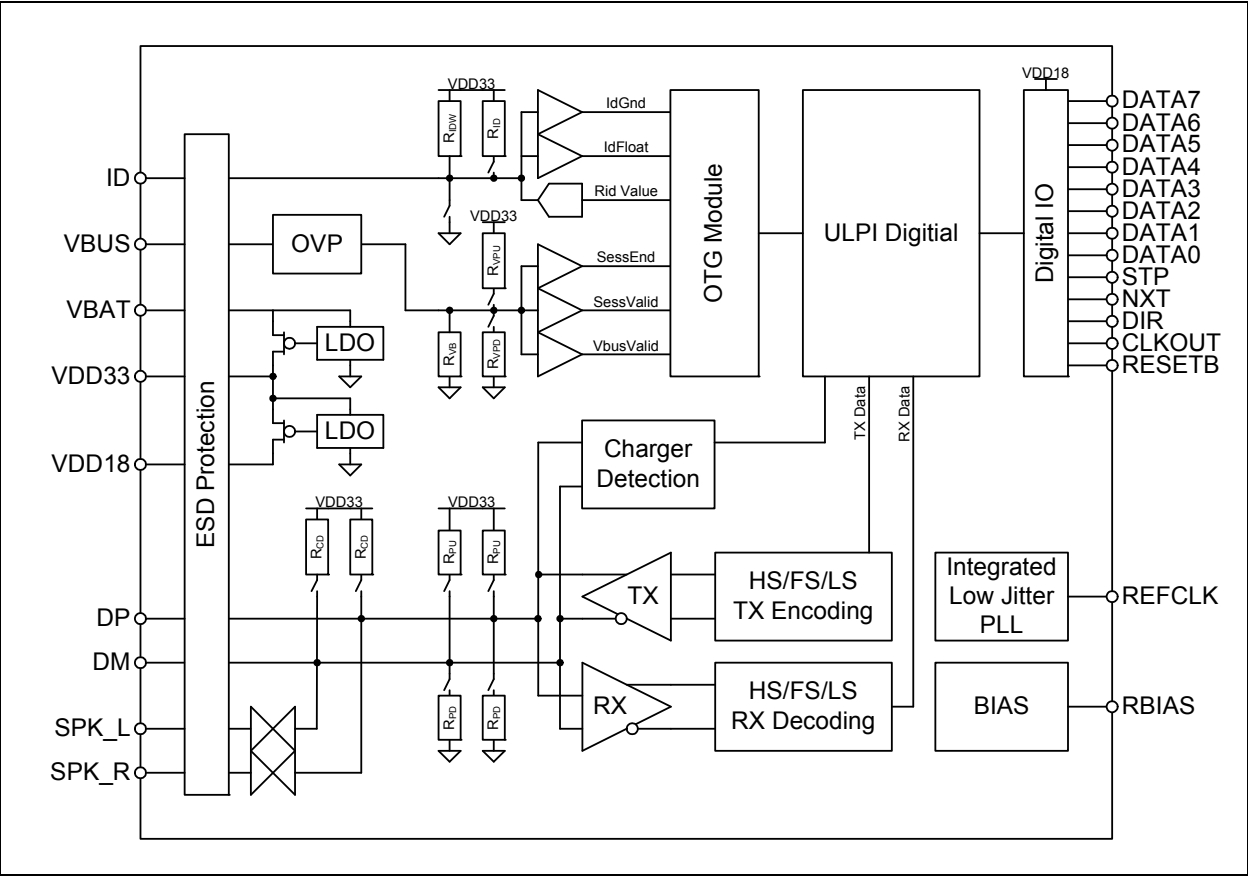 VDD33
RIDW
RID
IdGnd
IdFloat
Rid Value
ID
VBUS
OVP
VDD33
RVPU
SessEnd
SessValid
VbusValid
RVB
RVPD
OTG Module
ULPI Digitial
VDD18
Digital IO
DATA7
DATA6
DATA5
DATA4
DATA3
DATA2
DATA1
DATA0
STP
NXT
DIR
CLKOUT
RESETB
VBAT
LDO
VDD33
LDO
VDD18
ESD Protection
TX Data
RX Data
Charger
Detection
VDD33
RCD
RCD
VDD33
RPU
RPU
DP
DM
TX
HS/FS/LS
TX Encoding
Integrated
Low Jitter
PLL
REFCLK
RPD
RPD
RX
HS/FS/LS
RX Decoding
BIAS
RBIAS
SPK_L
SPK_R